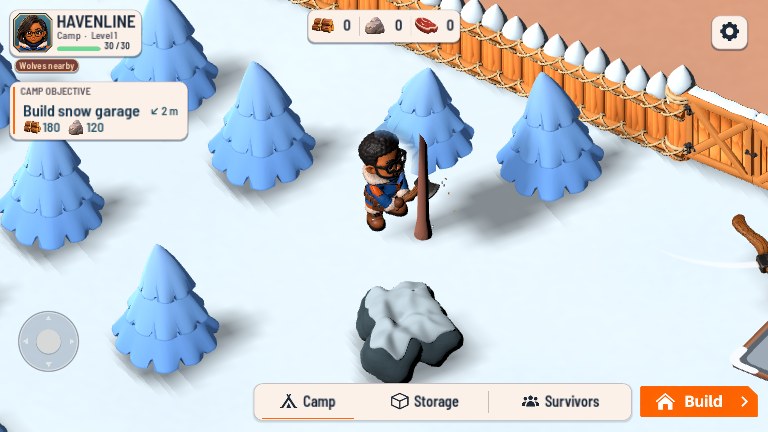 HAVENLINE
Camp · Level 1
30 / 30
Wolves nearby
0 0 0
CAMP OBJECTIVE
Build snow garage ↙ 2 m
180 120
Camp Storage Survivors Build >